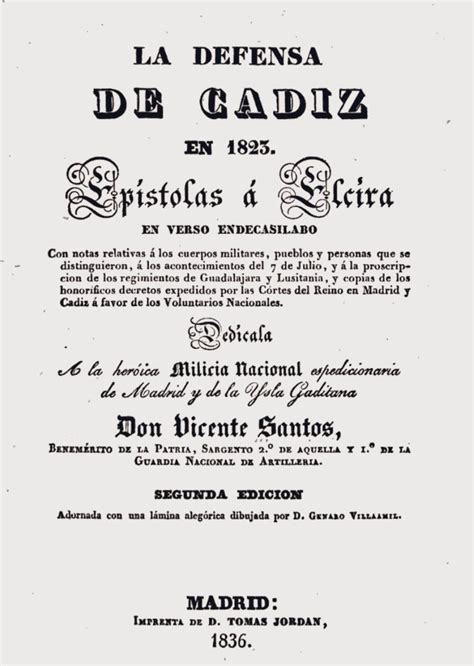 LA DEFENSA
DE CADIZ
EN 1823.
Epístolas á Elcira
EN VERSO ENDECASILABO
Con notas relativas á los cuerpos militares, pueblos y personas que se
distinguieron, á los acontecimientos del 7 de Julio, y á la proscrip-
cion de los regimientos de Guadalajara y Lusitania, y copias de los
honoríficos decretos expedidos por las Córtes del Reino en Madrid y
Cadiz á favor de los Voluntarios Nacionales.
Dedícala
A la heróica Milicia Nacional espedicionaria
de Madrid y de la Ysla Gaditana
Don Vicente Santos,
BENEMÉRITO DE LA PATRIA, SARGENTO 2.º DE AQUELLA Y 1.º DE LA
GUARDIA NACIONAL DE ARTILLERIA.
SEGUNDA EDICION
Adornada con una lámina alegórica dibujada por D. GENARO VILLAAMIL.
MADRID:
IMPRENTA DE D. TOMAS JORDAN,
1836.